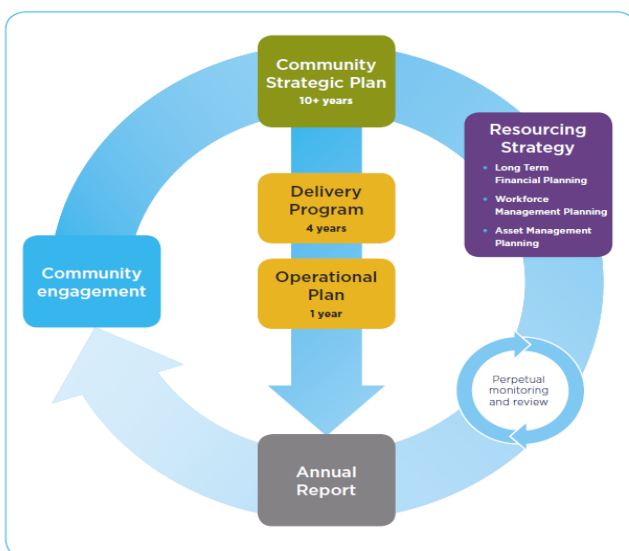 Community
Strategic Plan
10+ years
Resourcing
Strategy
• Long Term
Financial Planning
• Workforce
Management Planning
• Asset Management
Planning
Delivery
Program
4 years
Community
engagement
Operational
Plan
1 year
Perpetual
monitoring
and review
Annual
Report